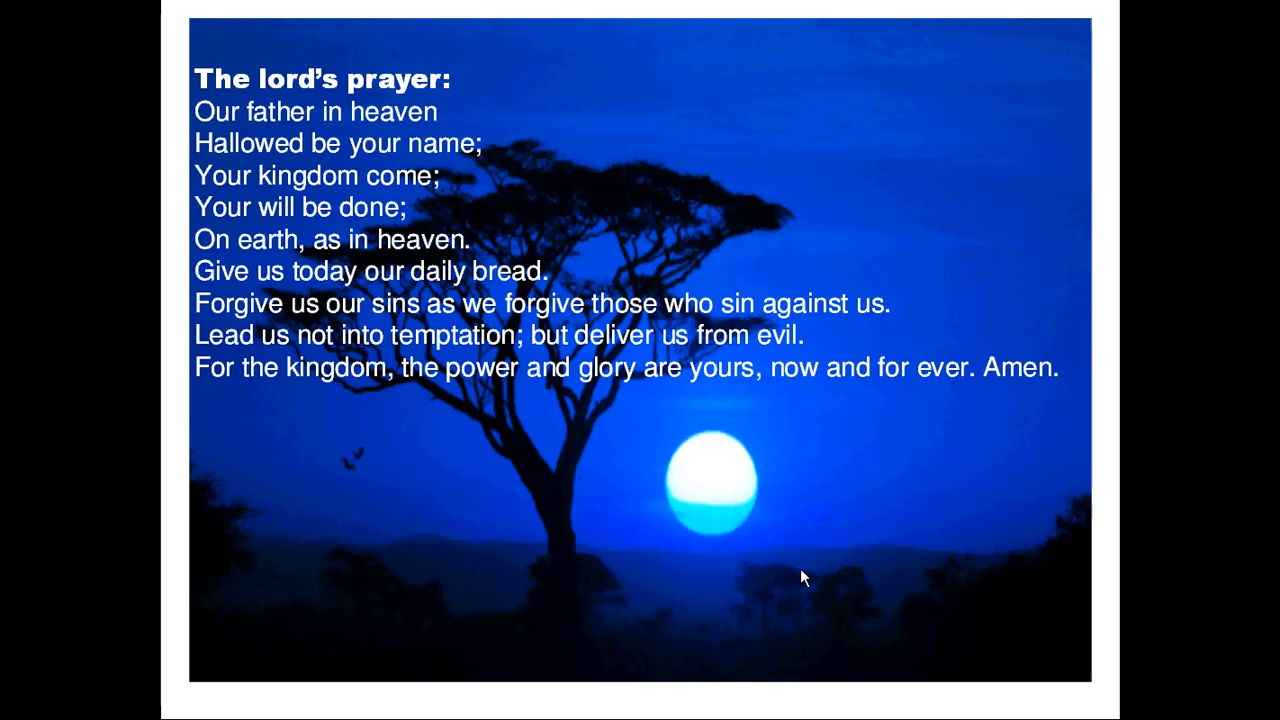 The lord’s prayer:
Our father in heaven
Hallowed be your name;
Your kingdom come;
Your will be done;
On earth, as in heaven.
Give us today our daily bread.
Forgive us our sins as we forgive those who sin against us.
Lead us not into temptation; but deliver us from evil.
For the kingdom, the power and glory are yours, now and for ever. Amen.